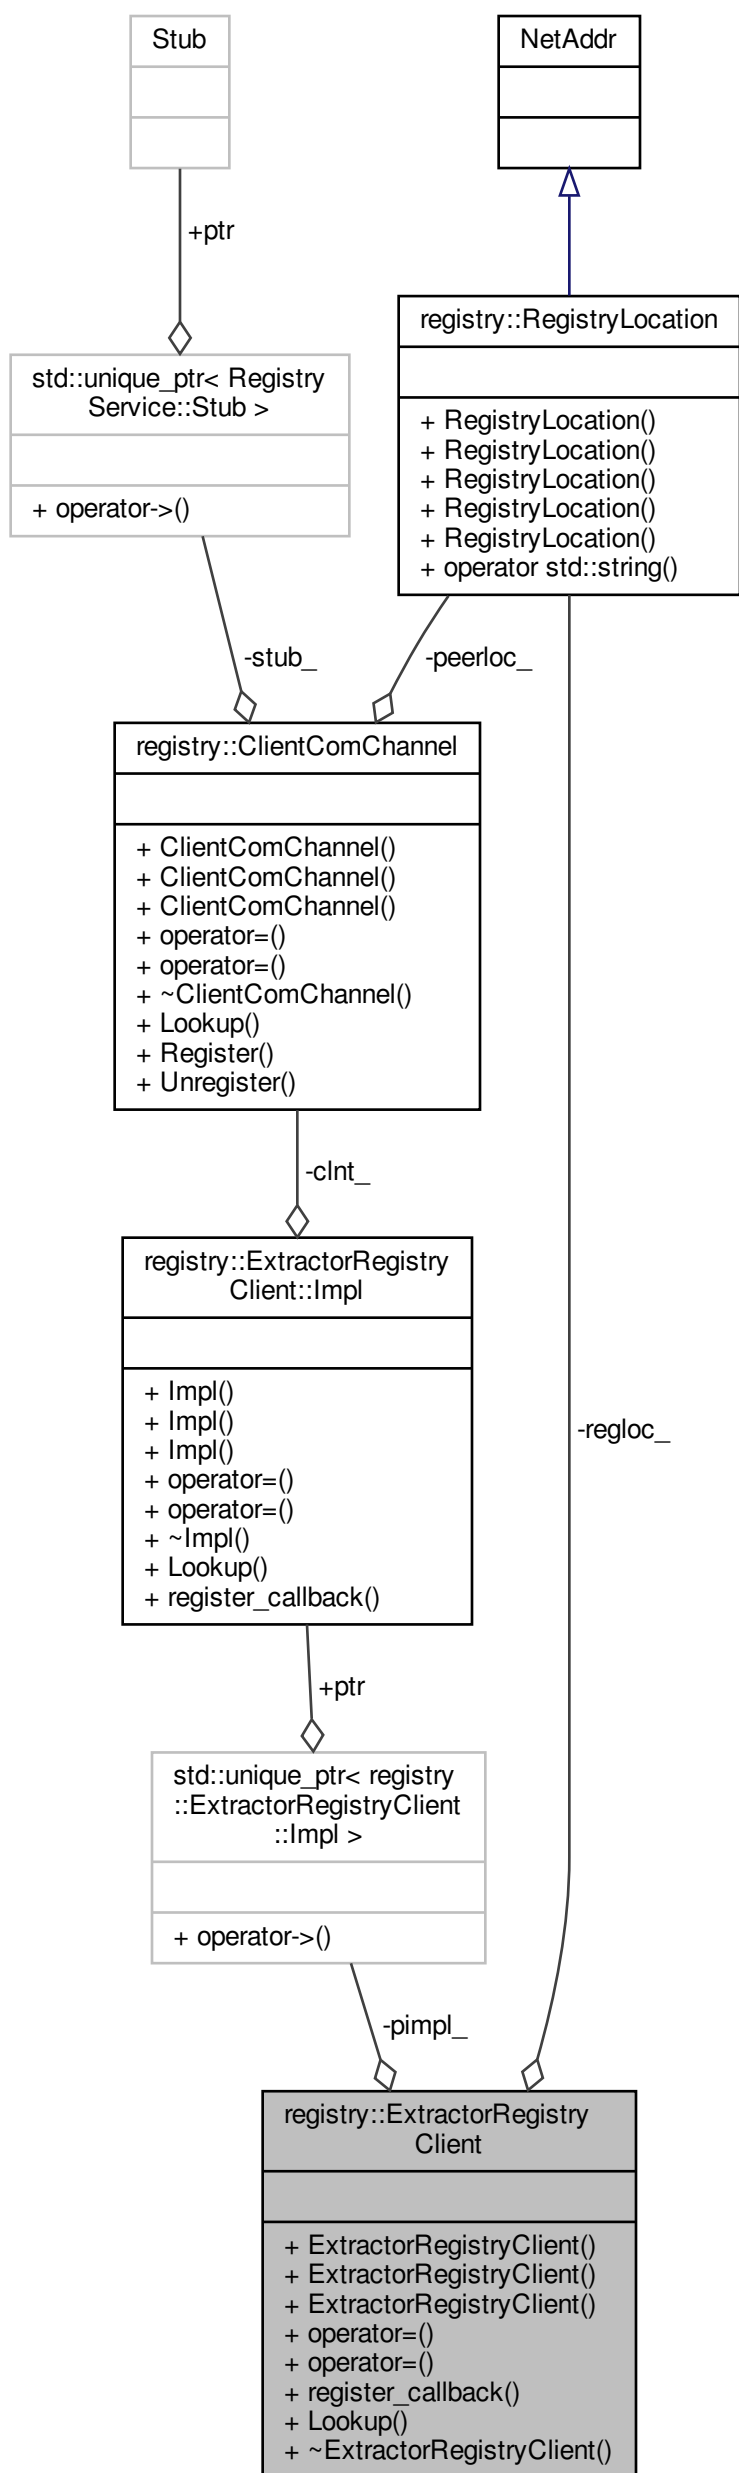 Stub
NetAddr
+ptr
registry::RegistryLocation
+ RegistryLocation()
+ RegistryLocation()
+ RegistryLocation()
+ RegistryLocation()
+ RegistryLocation()
+ operator std::string()
std::unique_ptr< Registry
Service::Stub >
+ operator->()
-stub_
-peerloc_
registry::ClientComChannel
+ ClientComChannel()
+ ClientComChannel()
+ ClientComChannel()
+ operator=()
+ operator=()
+ ~ClientComChannel()
+ Lookup()
+ Register()
+ Unregister()
-clnt_
registry::ExtractorRegistry
Client::Impl
+ Impl()
+ Impl()
+ Impl()
+ operator=()
+ operator=()
+ ~Impl()
+ Lookup()
+ register_callback()
-regloc_
+ptr
std::unique_ptr< registry
::ExtractorRegistryClient
::Impl >
+ operator->()
-pimpl_
registry::ExtractorRegistry
Client
+ ExtractorRegistryClient()
+ ExtractorRegistryClient()
+ ExtractorRegistryClient()
+ operator=()
+ operator=()
+ register_callback()
+ Lookup()
+ ~ExtractorRegistryClient()